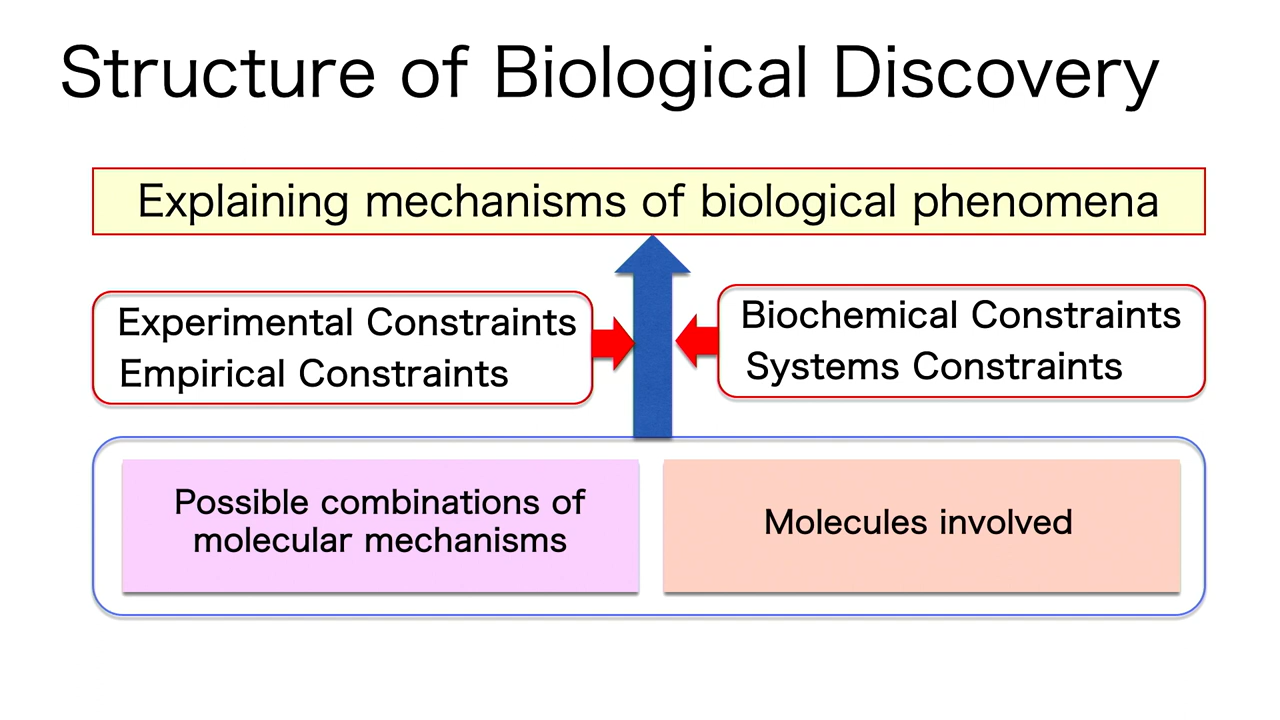 Structure of Biological Discovery
Explaining mechanisms of biological phenomena
Experimental Constraints
Empirical Constraints
Biochemical Constraints
Systems Constraints
Possible combinations of
molecular mechanisms
Molecules involved